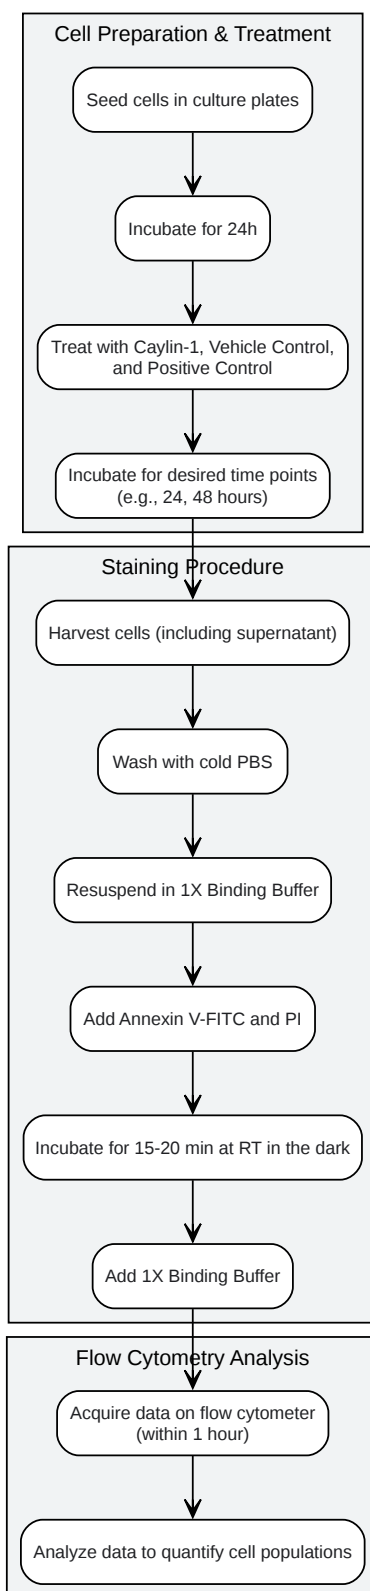 Cell Preparation & Treatment
Seed cells in culture plates
Incubate for 24h
Treat with Caylin-1, Vehicle Control,
and Positive Control
Incubate for desired time points
(e.g., 24, 48 hours)
Staining Procedure
Harvest cells (including supernatant)
Wash with cold PBS
Resuspend in 1X Binding Buffer
Add Annexin V-FITC and PI
Incubate for 15-20 min at RT in the dark
Add 1X Binding Buffer
Flow Cytometry Analysis
Acquire data on flow cytometer
(within 1 hour)
Analyze data to quantify cell populations